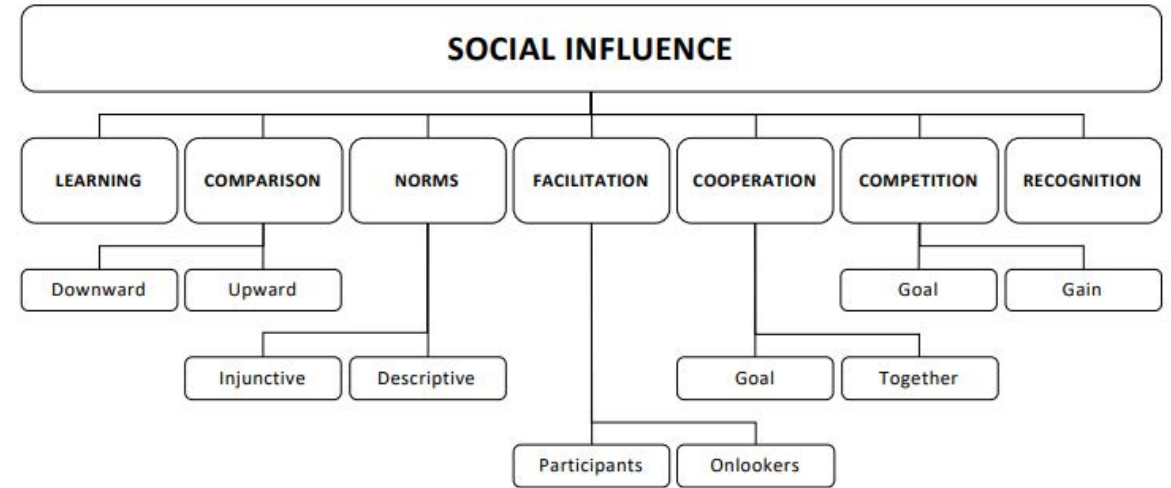 SOCIAL INFLUENCE
LEARNING
COMPARISON
NORMS
FACILITATION
COOPERATION
COMPETITION
RECOGNITION
Downward
Upward
Goal
Gain
Injunctive
Descriptive
Goal
Together
Participants
Onlookers